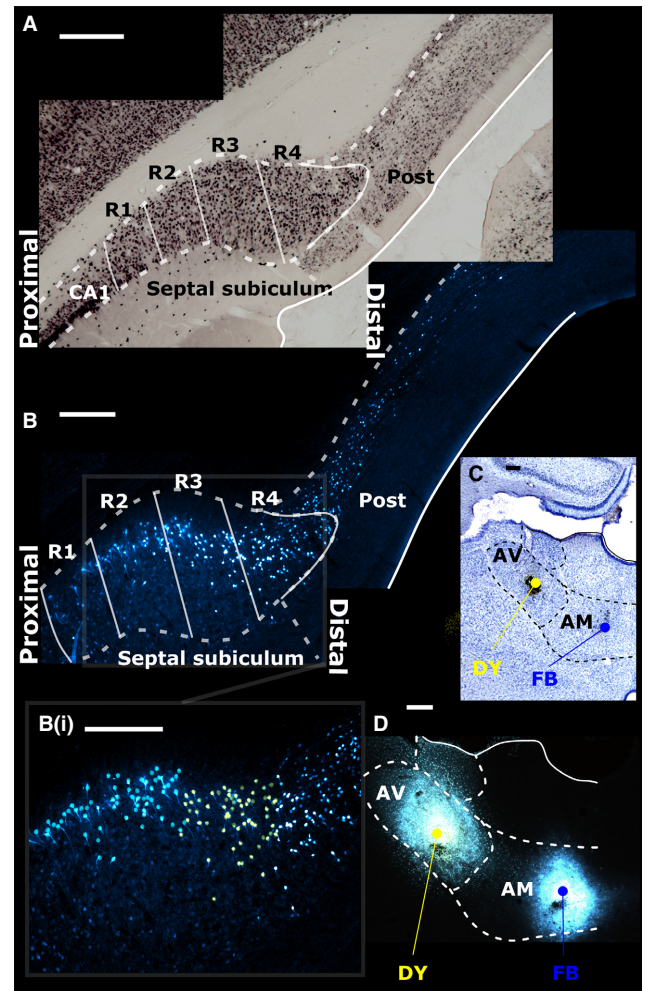 A
R3
R4
R2
R1
Post
CA1
Septal subiculum
Proximal
Distal
B
R3
R2
R4
R1
Post
Septal subiculum
Proximal
Distal
C
AV
AM
DY
FB
B(i)
D
AV
AM
DY
FB